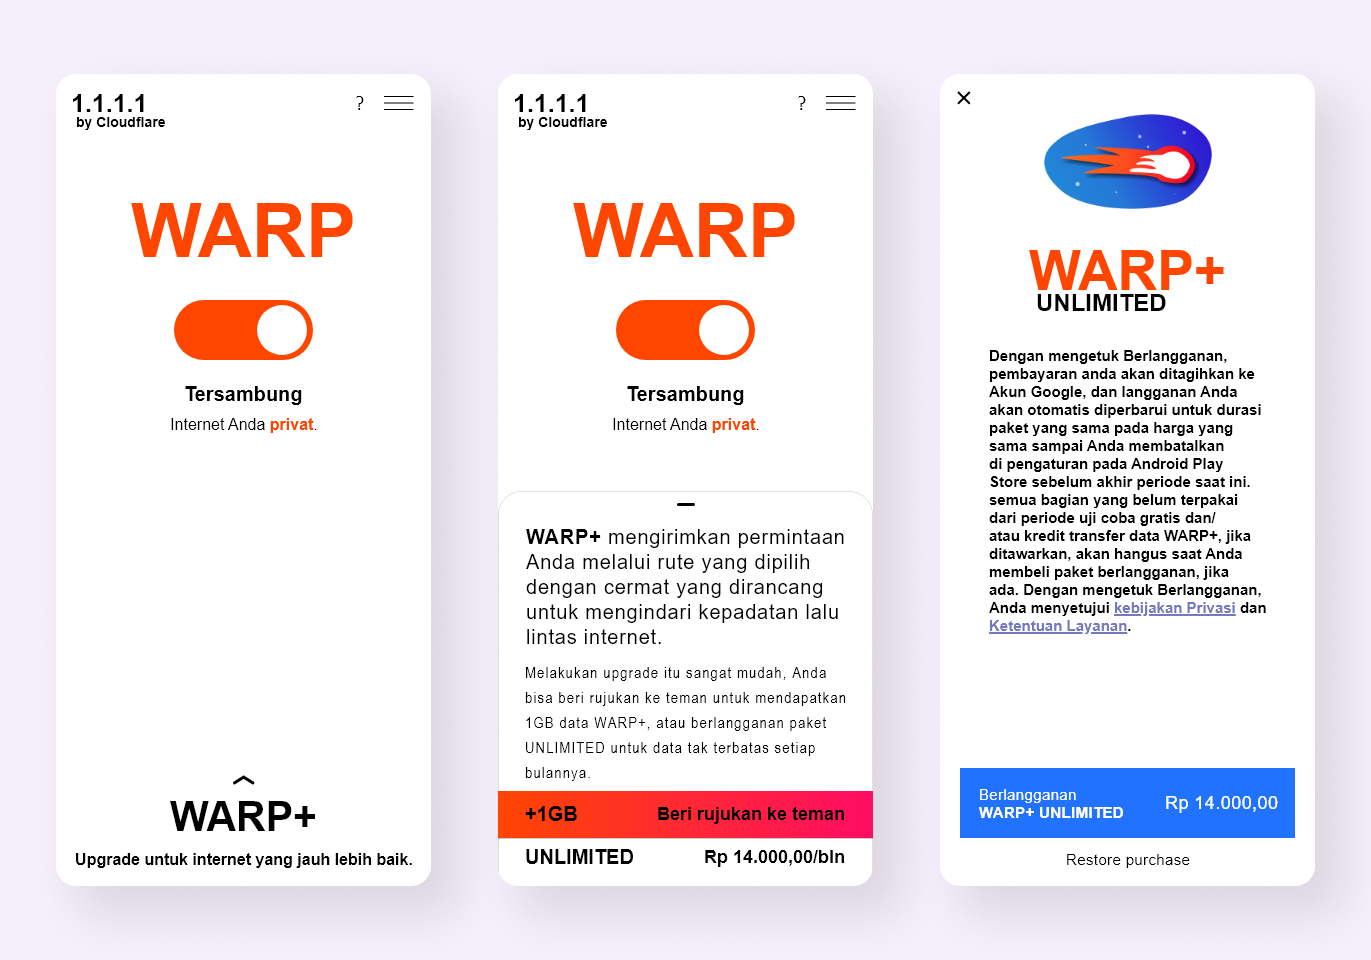 1.1.1.1
by Cloudflare
?
WARP
Tersambung
Internet Anda privat.
WARP+
Upgrade untuk internet yang jauh lebih baik.
1.1.1.1
by Cloudflare
?
WARP
Tersambung
Internet Anda privat.
WARP+ mengirimkan permintaan
Anda melalui rute yang dipilih
dengan cermat yang dirancang
untuk mengindari kepadatan lalu
lintas internet.
Melakukan upgrade itu sangat mudah, Anda
bisa beri rujukan ke teman untuk mendapatkan
1GB data WARP+, atau berlangganan paket
UNLIMITED untuk data tak terbatas setiap
bulannya.
+1GB Beri rujukan ke teman
UNLIMITED Rp 14.000,00/bln
WARP+
UNLIMITED
Dengan mengetuk Berlangganan,
pembayaran anda akan ditagihkan ke
Akun Google, dan langganan Anda
akan otomatis diperbarui untuk durasi
paket yang sama pada harga yang
sama sampai Anda membatalkan
di pengaturan pada Android Play
Store sebelum akhir periode saat ini.
semua bagian yang belum terpakai
dari periode uji coba gratis dan/
atau kredit transfer data WARP+, jika
ditawarkan, akan hangus saat Anda
membeli paket berlangganan, jika
ada. Dengan mengetuk Berlangganan,
Anda menyetujui kebijakan Privasi dan
Ketentuan Layanan.
Berlangganan
WARP+ UNLIMITED
Rp 14.000,00
Restore purchase